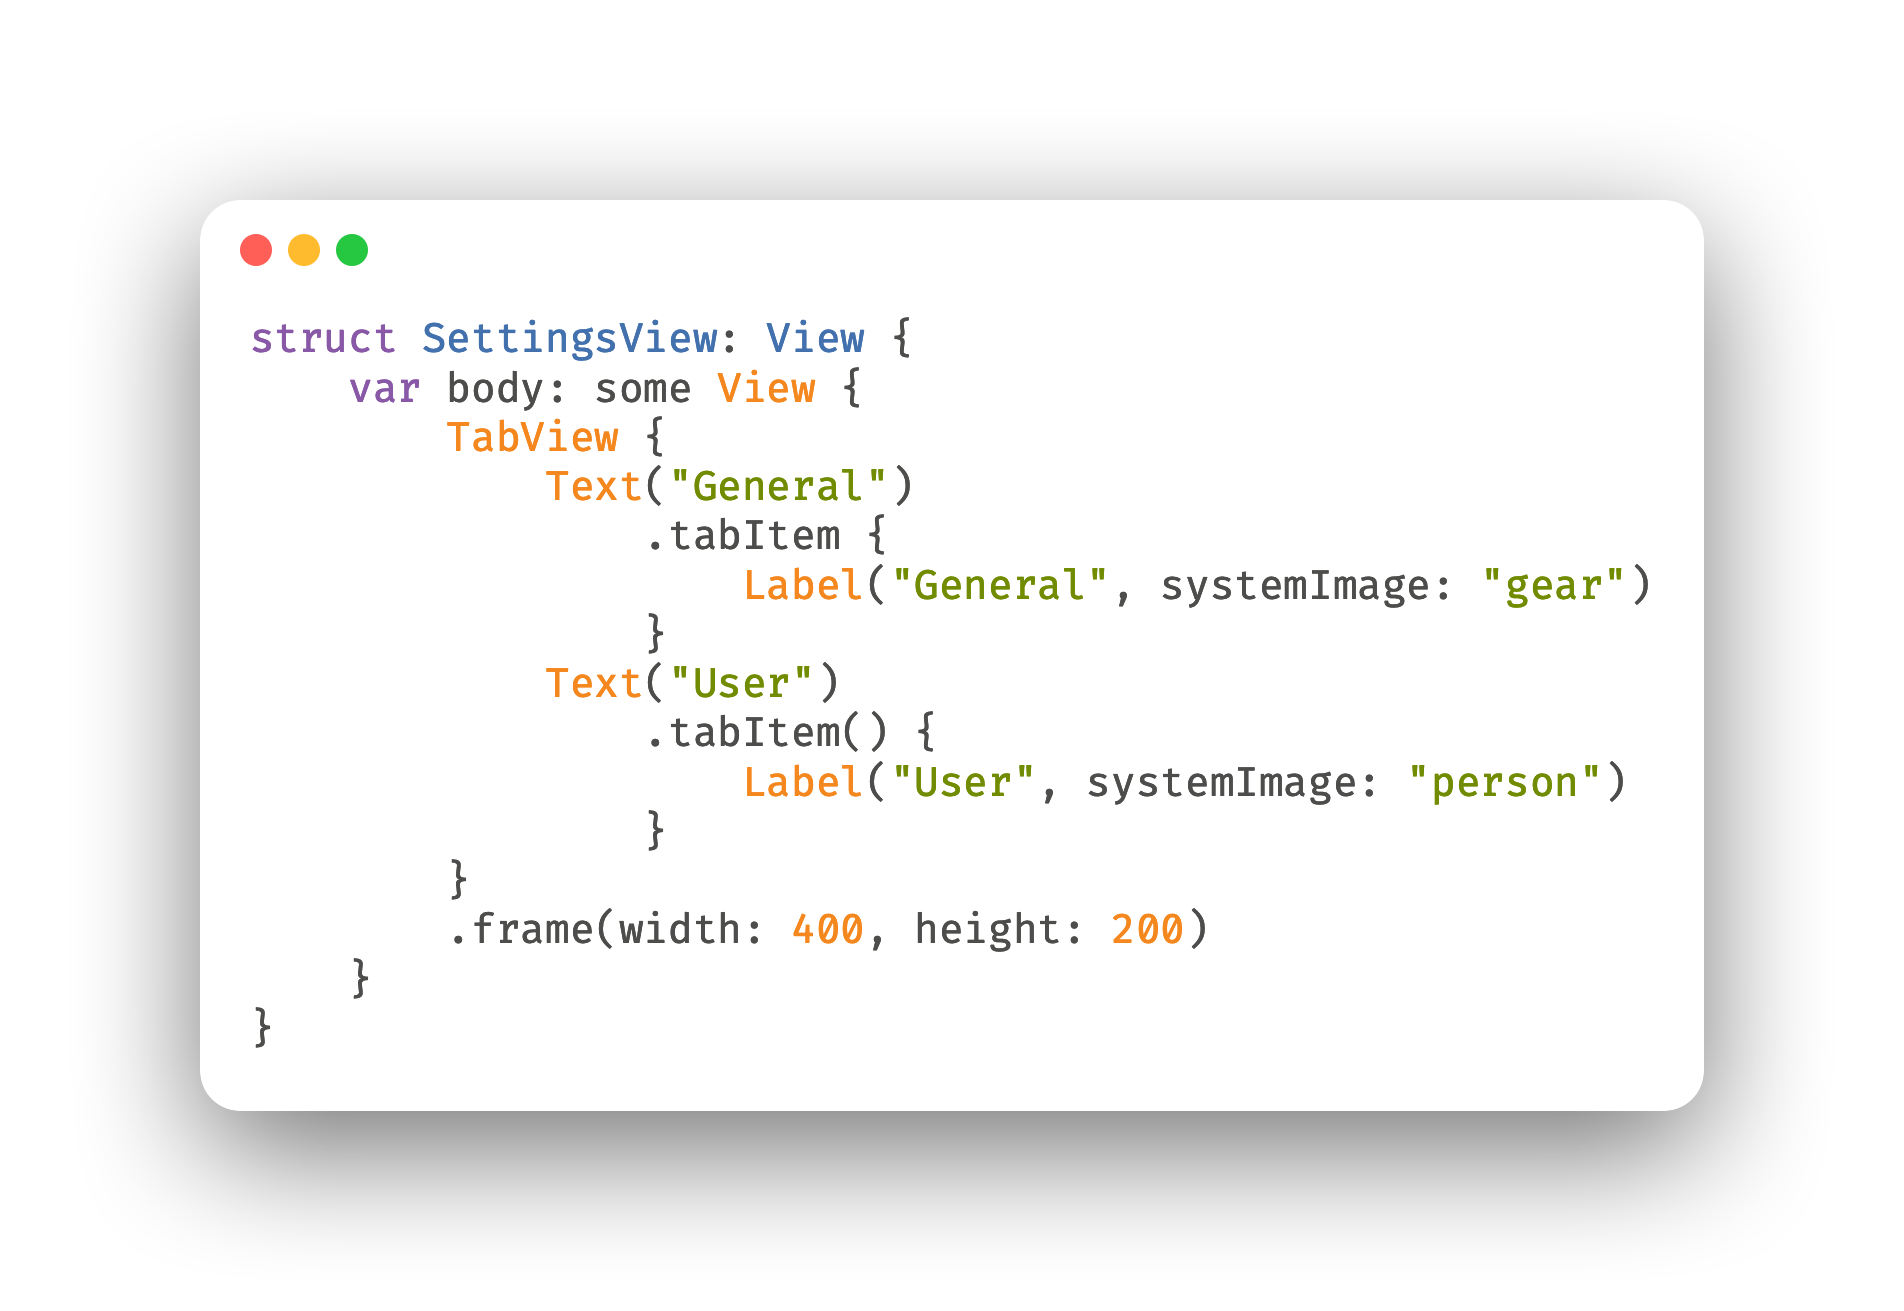 struct SettingsView: View {
    var body: some View {
        TabView {
            Text("General")
                .tabItem {
                    Label("General", systemImage: "gear")
                }
            Text("User")
                .tabItem() {
                    Label("User", systemImage: "person")
                }
        }
        .frame(width: 400, height: 200)
    }
}